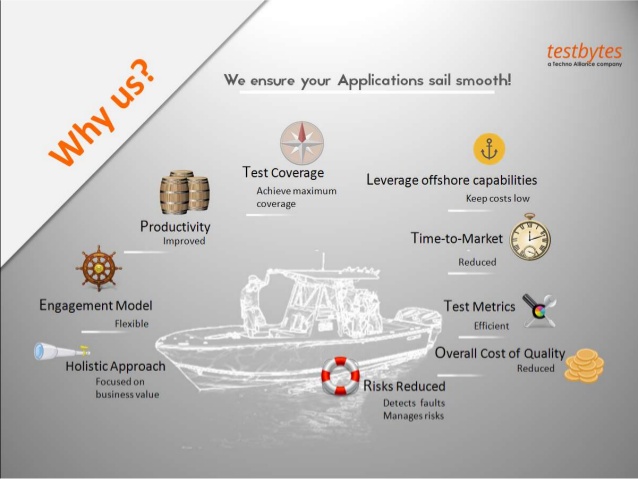 Why us?
testbytes
a Techno Alliance company
We ensure your Applications sail smooth!
Test Coverage
Achieve maximum
coverage
Leverage offshore capabilities
Keep costs low
Productivity
Improved
Time-to-Market
Reduced
Engagement Model
Flexible
Test Metrics
Efficient
Holistic Approach
Focused on
business value
Overall Cost of Quality
Reduced
Risks Reduced
Detects faults
Manages risks